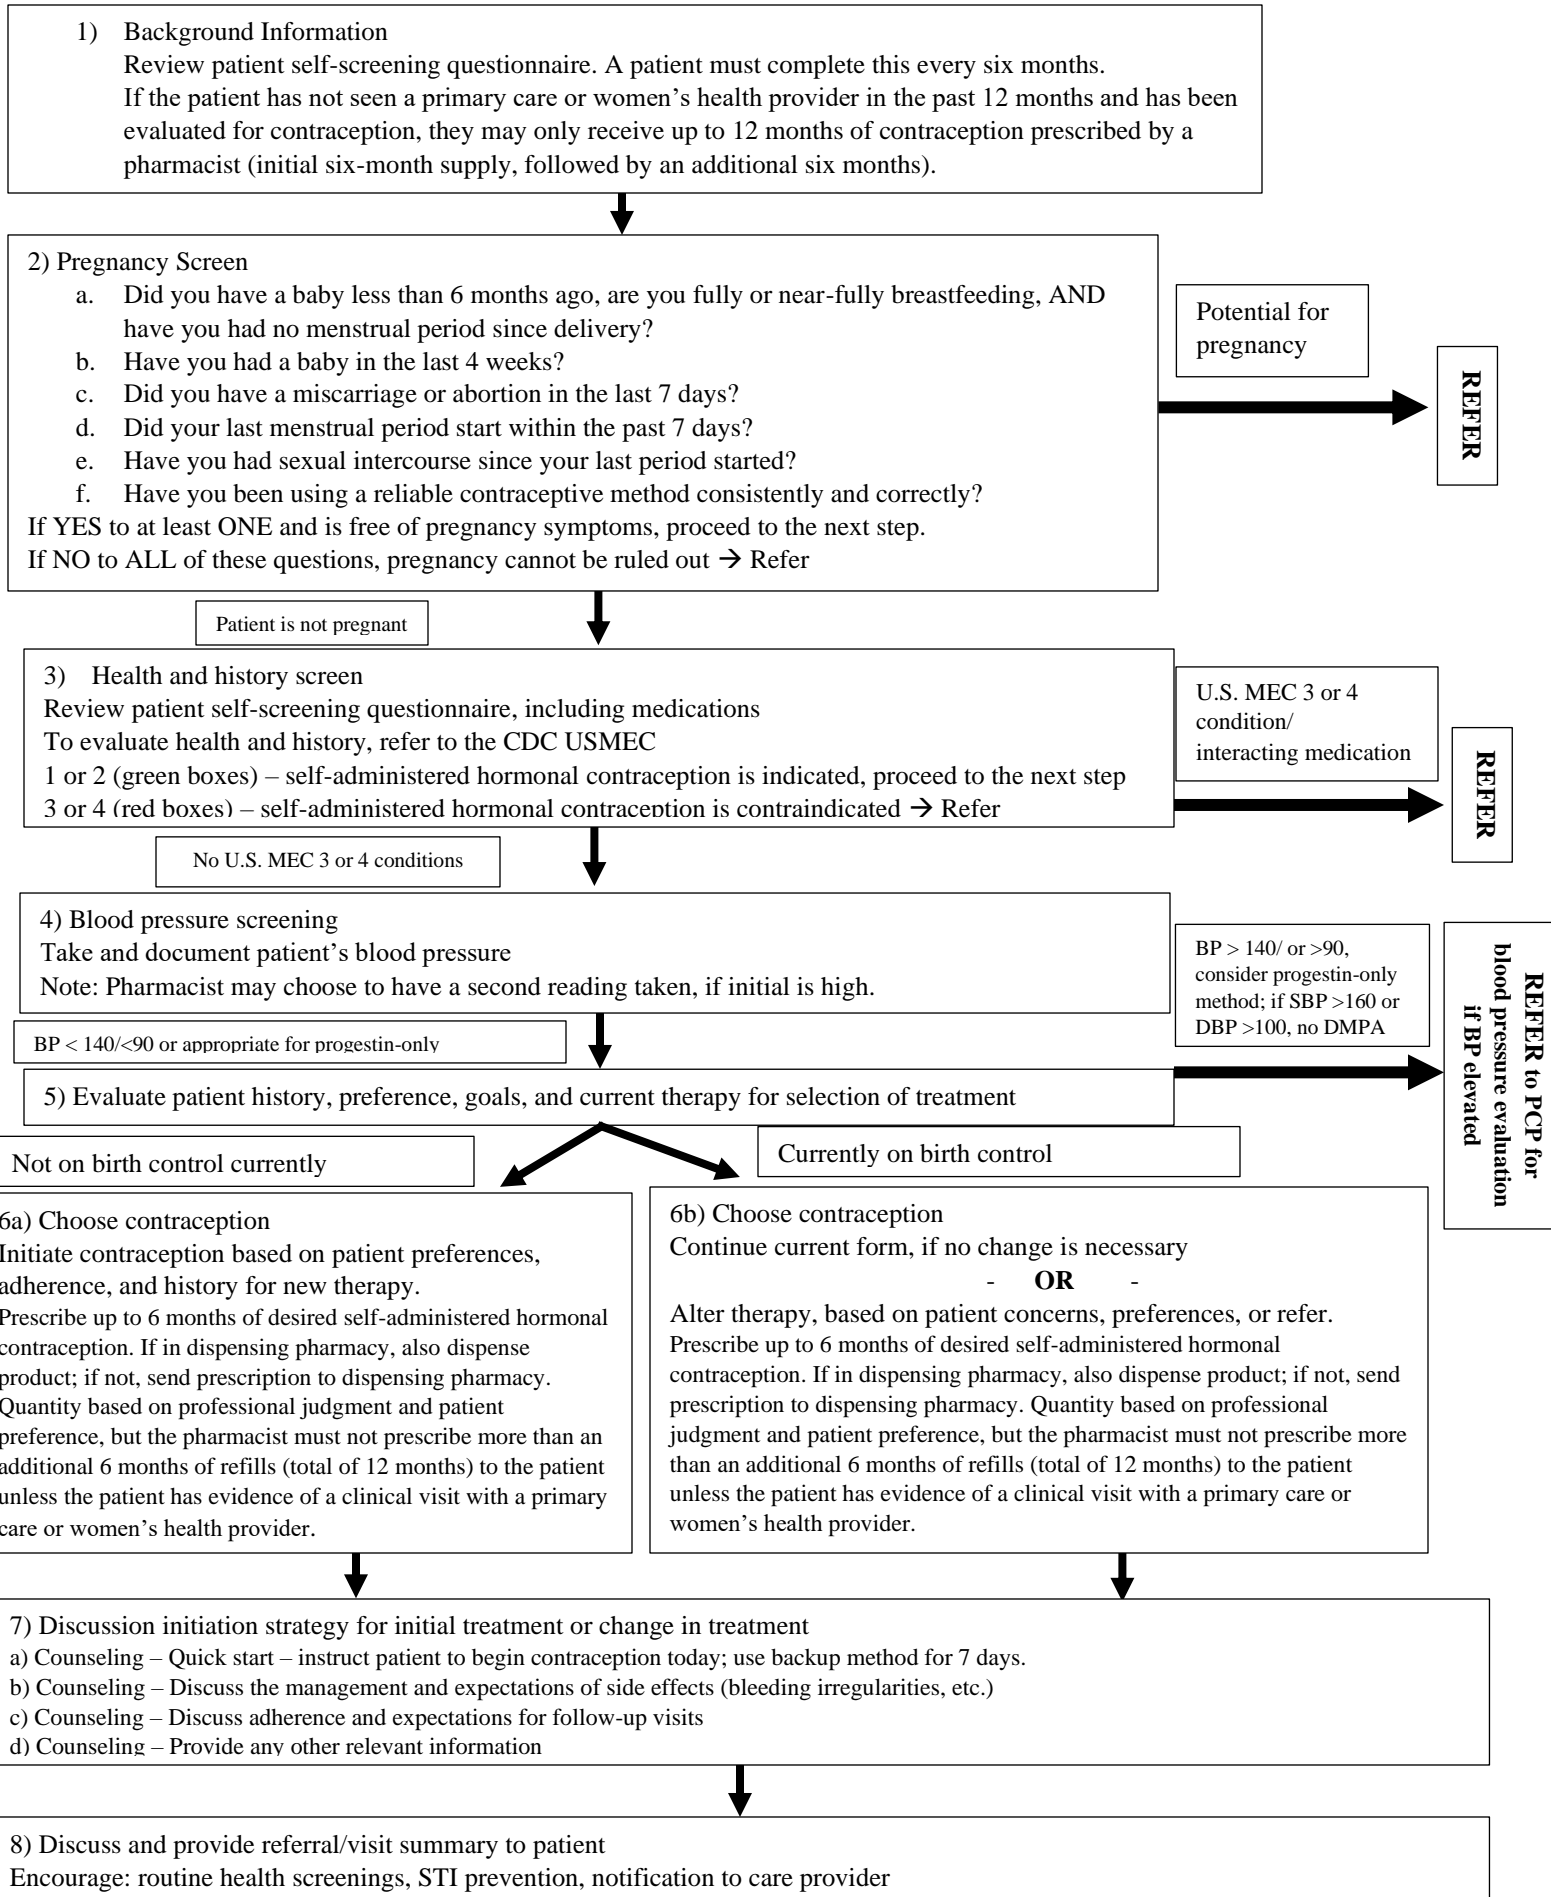 1) Background Information
Review patient self-screening questionnaire. A patient must complete this every six months.
If the patient has not seen a primary care or women’s health provider in the past 12 months and has been
evaluated for contraception, they may only receive up to 12 months of contraception prescribed by a
pharmacist (initial six-month supply, followed by an additional six months).
2) Pregnancy Screen
a. Did you have a baby less than 6 months ago, are you fully or near-fully breastfeeding, AND
have you had no menstrual period since delivery?
b. Have you had a baby in the last 4 weeks?
c. Did you have a miscarriage or abortion in the last 7 days?
d. Did your last menstrual period start within the past 7 days?
e. Have you had sexual intercourse since your last period started?
f. Have you been using a reliable contraceptive method consistently and correctly?
If YES to at least ONE and is free of pregnancy symptoms, proceed to the next step.
If NO to ALL of these questions, pregnancy cannot be ruled out → Refer
Potential for
pregnancy
REFER
Patient is not pregnant
3) Health and history screen
Review patient self-screening questionnaire, including medications
To evaluate health and history, refer to the CDC USMEC
1 or 2 (green boxes) – self-administered hormonal contraception is indicated, proceed to the next step
3 or 4 (red boxes) – self-administered hormonal contraception is contraindicated → Refer
U.S. MEC 3 or 4
condition/
interacting medication
REFER
No U.S. MEC 3 or 4 conditions
4) Blood pressure screening
Take and document patient’s blood pressure
Note: Pharmacist may choose to have a second reading taken, if initial is high.
BP > 140/ or >90,
consider progestin-only
method; if SBP >160 or
DBP >100, no DMPA
REFER to PCP for
blood pressure evaluation
if BP elevated
BP < 140/<90 or appropriate for progestin-only
5) Evaluate patient history, preference, goals, and current therapy for selection of treatment
Not on birth control currently
Currently on birth control
6a) Choose contraception
Initiate contraception based on patient preferences,
adherence, and history for new therapy.
Prescribe up to 6 months of desired self-administered hormonal
contraception. If in dispensing pharmacy, also dispense
product; if not, send prescription to dispensing pharmacy.
Quantity based on professional judgment and patient
preference, but the pharmacist must not prescribe more than an
additional 6 months of refills (total of 12 months) to the patient
unless the patient has evidence of a clinical visit with a primary
care or women’s health provider.
6b) Choose contraception
Continue current form, if no change is necessary
- OR -
Alter therapy, based on patient concerns, preferences, or refer.
Prescribe up to 6 months of desired self-administered hormonal
contraception. If in dispensing pharmacy, also dispense product; if not, send
prescription to dispensing pharmacy. Quantity based on professional
judgment and patient preference, but the pharmacist must not prescribe more
than an additional 6 months of refills (total of 12 months) to the patient
unless the patient has evidence of a clinical visit with a primary care or
women’s health provider.
7) Discussion initiation strategy for initial treatment or change in treatment
a) Counseling – Quick start – instruct patient to begin contraception today; use backup method for 7 days.
b) Counseling – Discuss the management and expectations of side effects (bleeding irregularities, etc.)
c) Counseling – Discuss adherence and expectations for follow-up visits
d) Counseling – Provide any other relevant information
8) Discuss and provide referral/visit summary to patient
Encourage: routine health screenings, STI prevention, notification to care provider